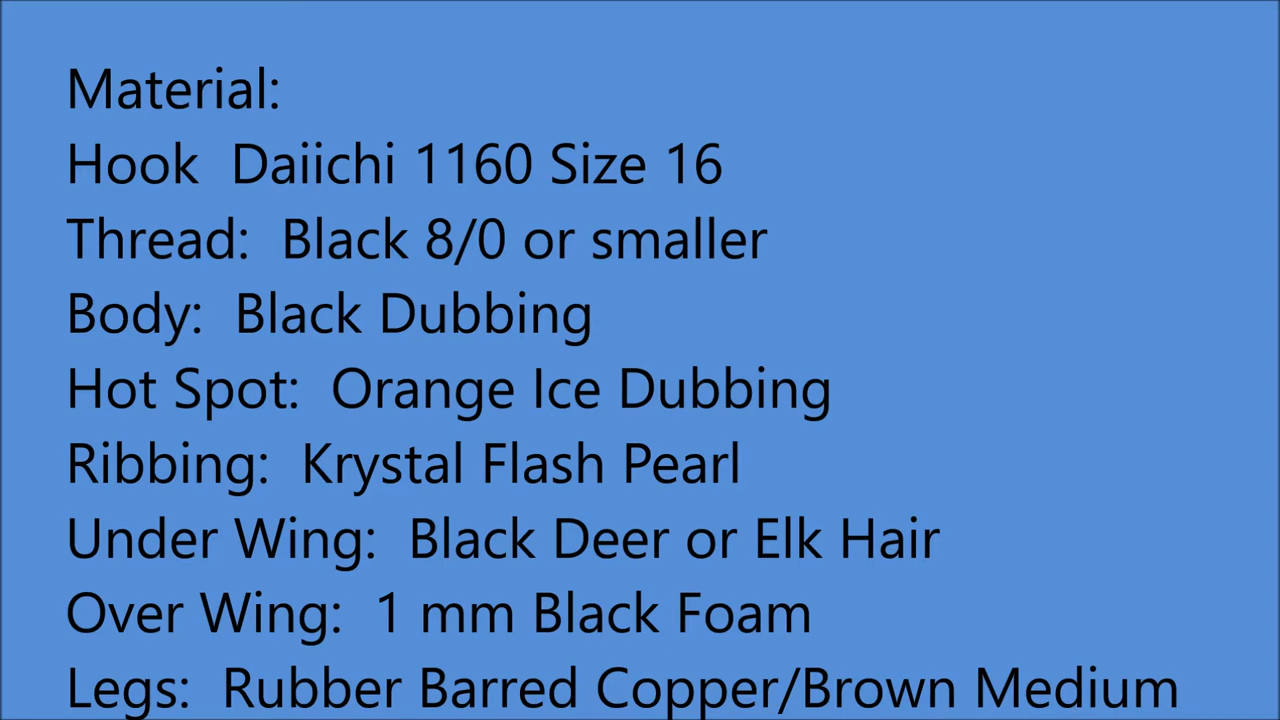 Material:
Hook  Daiichi 1160 Size 16
Thread:  Black 8/0 or smaller
Body:  Black Dubbing
Hot Spot:  Orange Ice Dubbing
Ribbing:  Krystal Flash Pearl
Under Wing:  Black Deer or Elk Hair
Over Wing:  1 mm Black Foam
Legs:  Rubber Barred Copper/Brown Medium